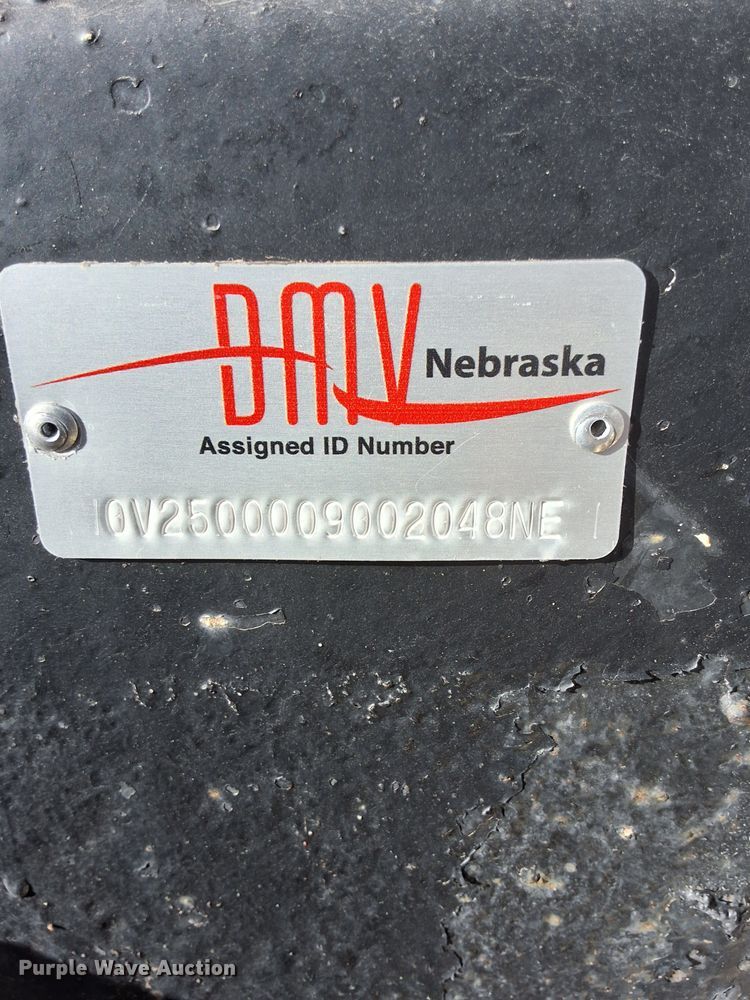 DMV Nebraska
Assigned ID Number
0V2500009002048NE
Purple Wave Auction